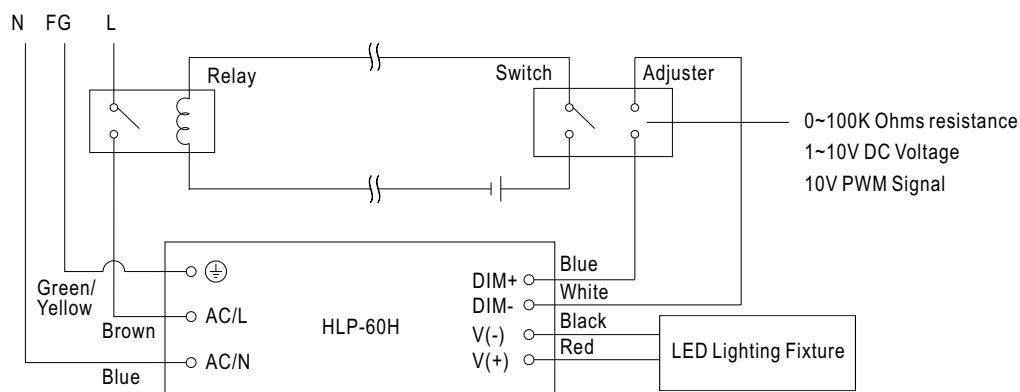 N FG L
Relay
Switch
Adjuster
0~100K Ohms resistance
1~10V DC Voltage
10V PWM Signal
Green/
Yellow
Brown
Blue
AC/L
AC/N
HLP-60H
DIM+
DIM-
V(-)
V(+)
Blue
White
Black
Red
LED Lighting Fixture